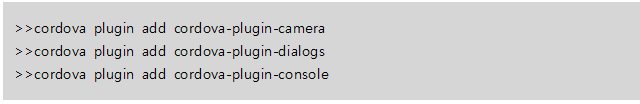 >>cordova plugin add cordova-plugin-camera
>>cordova plugin add cordova-plugin-dialogs
>>cordova plugin add cordova-plugin-console